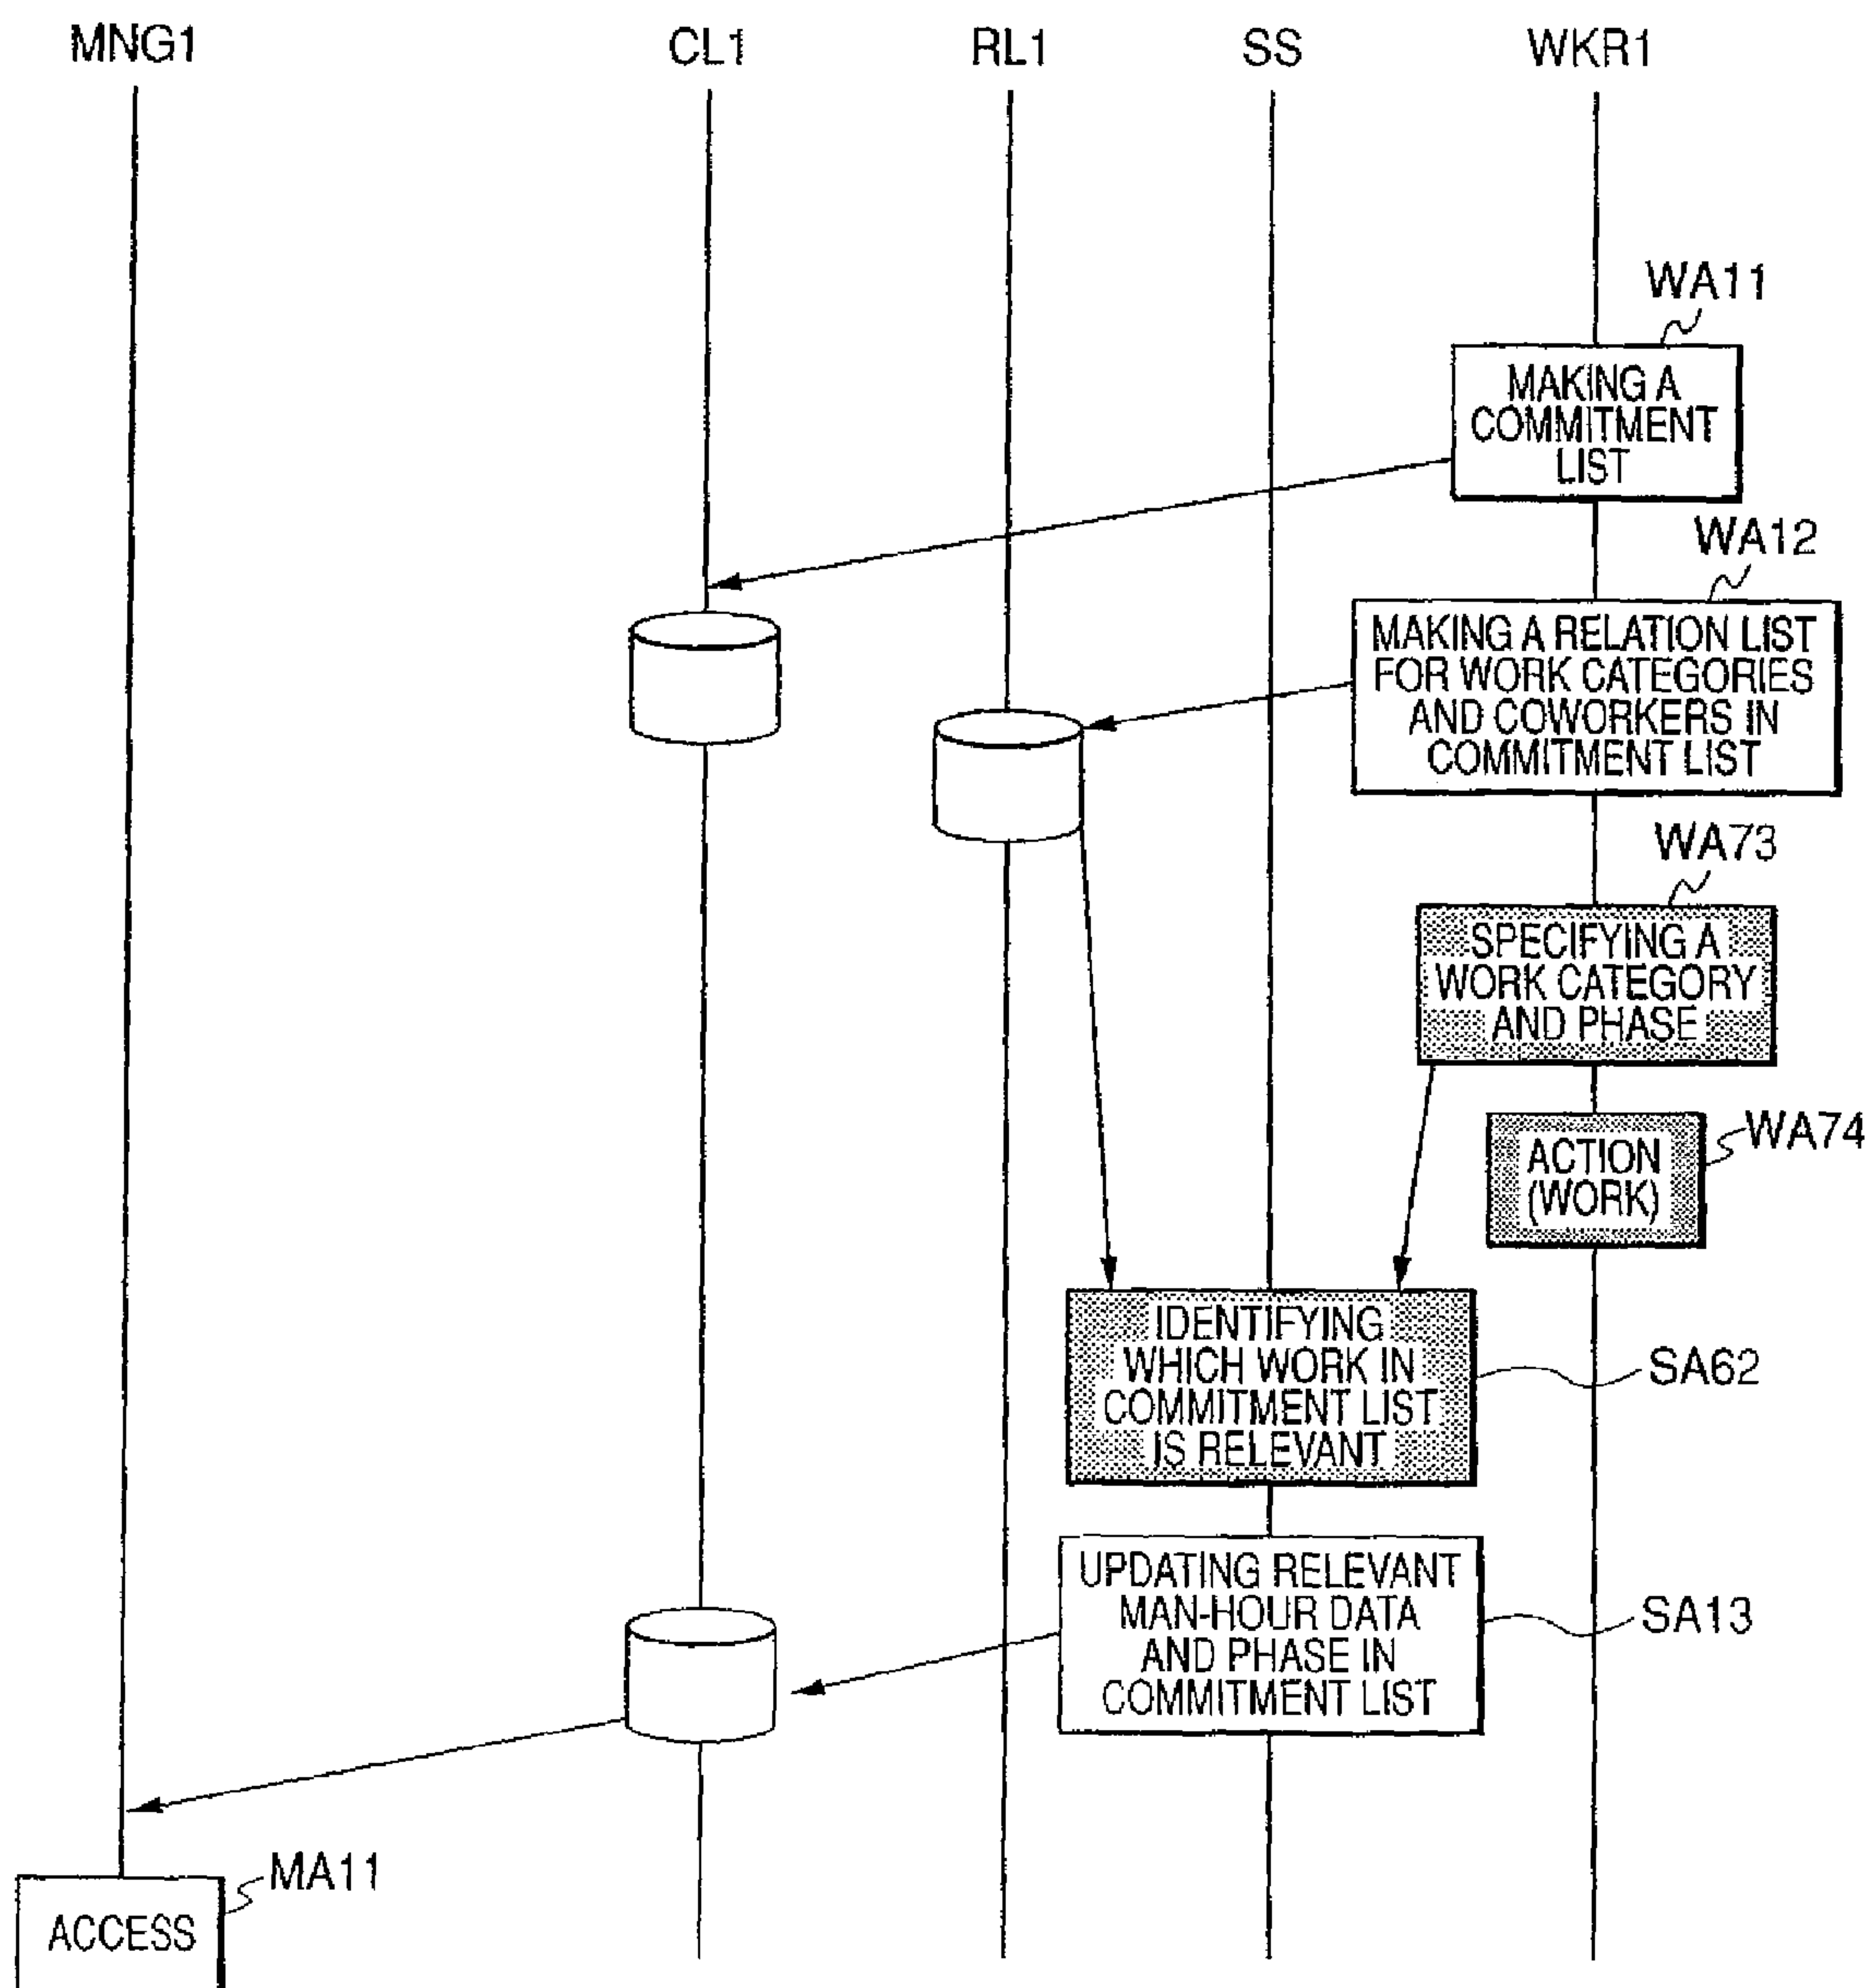 MNG1 CL1 RL1 SS WKR1
WA11
MAKING A
COMMITMENT
LIST
WA12
MAKING A RELATION LIST
FOR WORK CATEGORIES
AND COWORKERS IN
COMMITMENT LIST
WA73
SPECIFYING A
WORK CATEGORY
AND PHASE
WA74
ACTION
(WORK)
IDENTIFYING
WHICH WORK IN
COMMITMENT LIST
IS RELEVANT
SA62
UPDATING RELEVANT
MAN-HOUR DATA
AND PHASE IN
COMMITMENT LIST
SA13
MA11
ACCESS